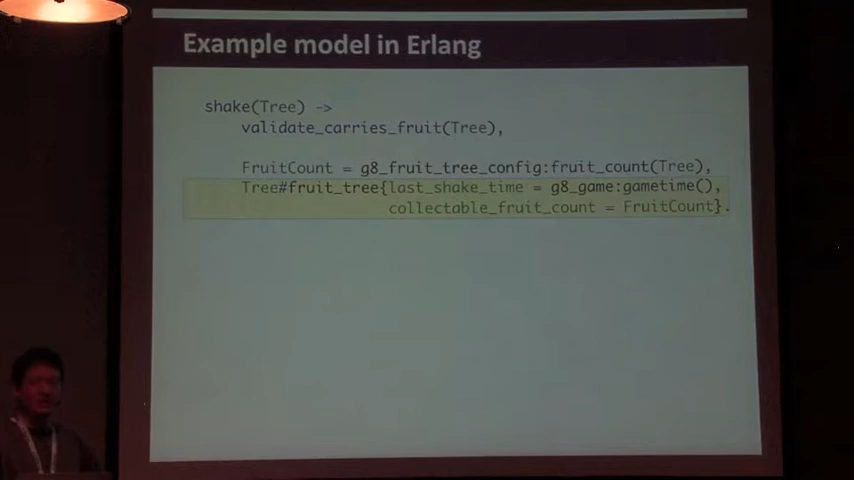 Example model in Erlang
shake(Tree) ->
validate_carries_fruit(Tree),
FruitCount = g8_fruit_tree_config:fruit_count(Tree),
Tree#fruit_tree{last_shake_time = g8_game:gametime(),
collectable_fruit_count = FruitCount}.